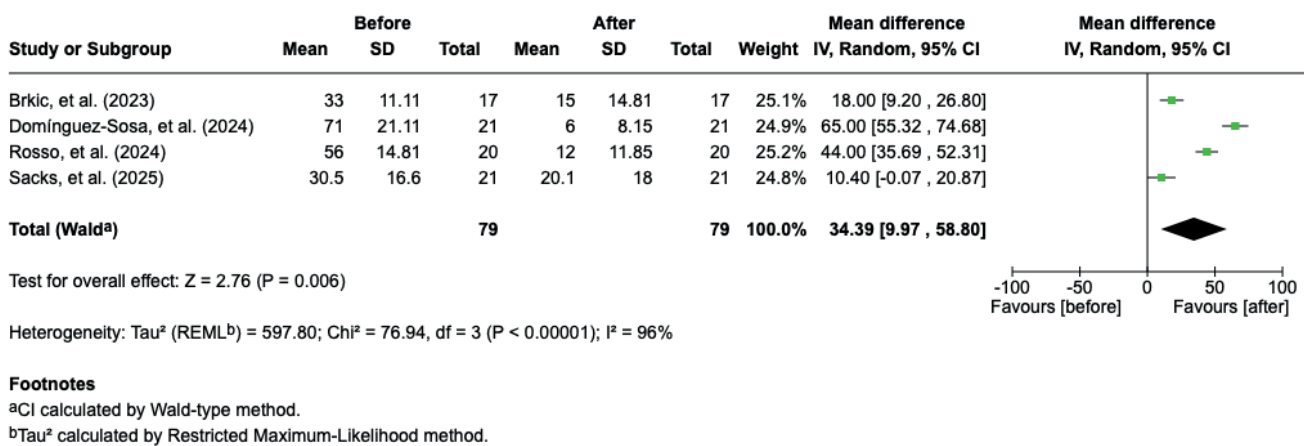 Before After Mean difference Mean difference
Study or Subgroup Mean SD Total Mean SD Total Weight IV, Random, 95% CI IV, Random, 95% CI
Brkic, et al. (2023) 33 11.11 17 15 14.81 17 25.1% 18.00 [9.20 , 26.80]
Domínguez-Sosa, et al. (2024) 71 21.11 21 6 8.15 21 24.9% 65.00 [55.32 , 74.68]
Rosso, et al. (2024) 56 14.81 20 12 11.85 20 25.2% 44.00 [35.69 , 52.31]
Sacks, et al. (2025) 30.5 16.6 21 20.1 18 21 24.8% 10.40 [-0.07 , 20.87]
Total (Waldᵃ) 79 79 100.0% 34.39 [9.97 , 58.80]
Test for overall effect: Z = 2.76 (P = 0.006)
-100 -50 0 50 100
Favours [before] Favours [after]
Heterogeneity: Tau² (REMLᵇ) = 597.80; Chi² = 76.94, df = 3 (P < 0.00001); I² = 96%
Footnotes
ᵃCI calculated by Wald-type method.
ᵇTau² calculated by Restricted Maximum-Likelihood method.